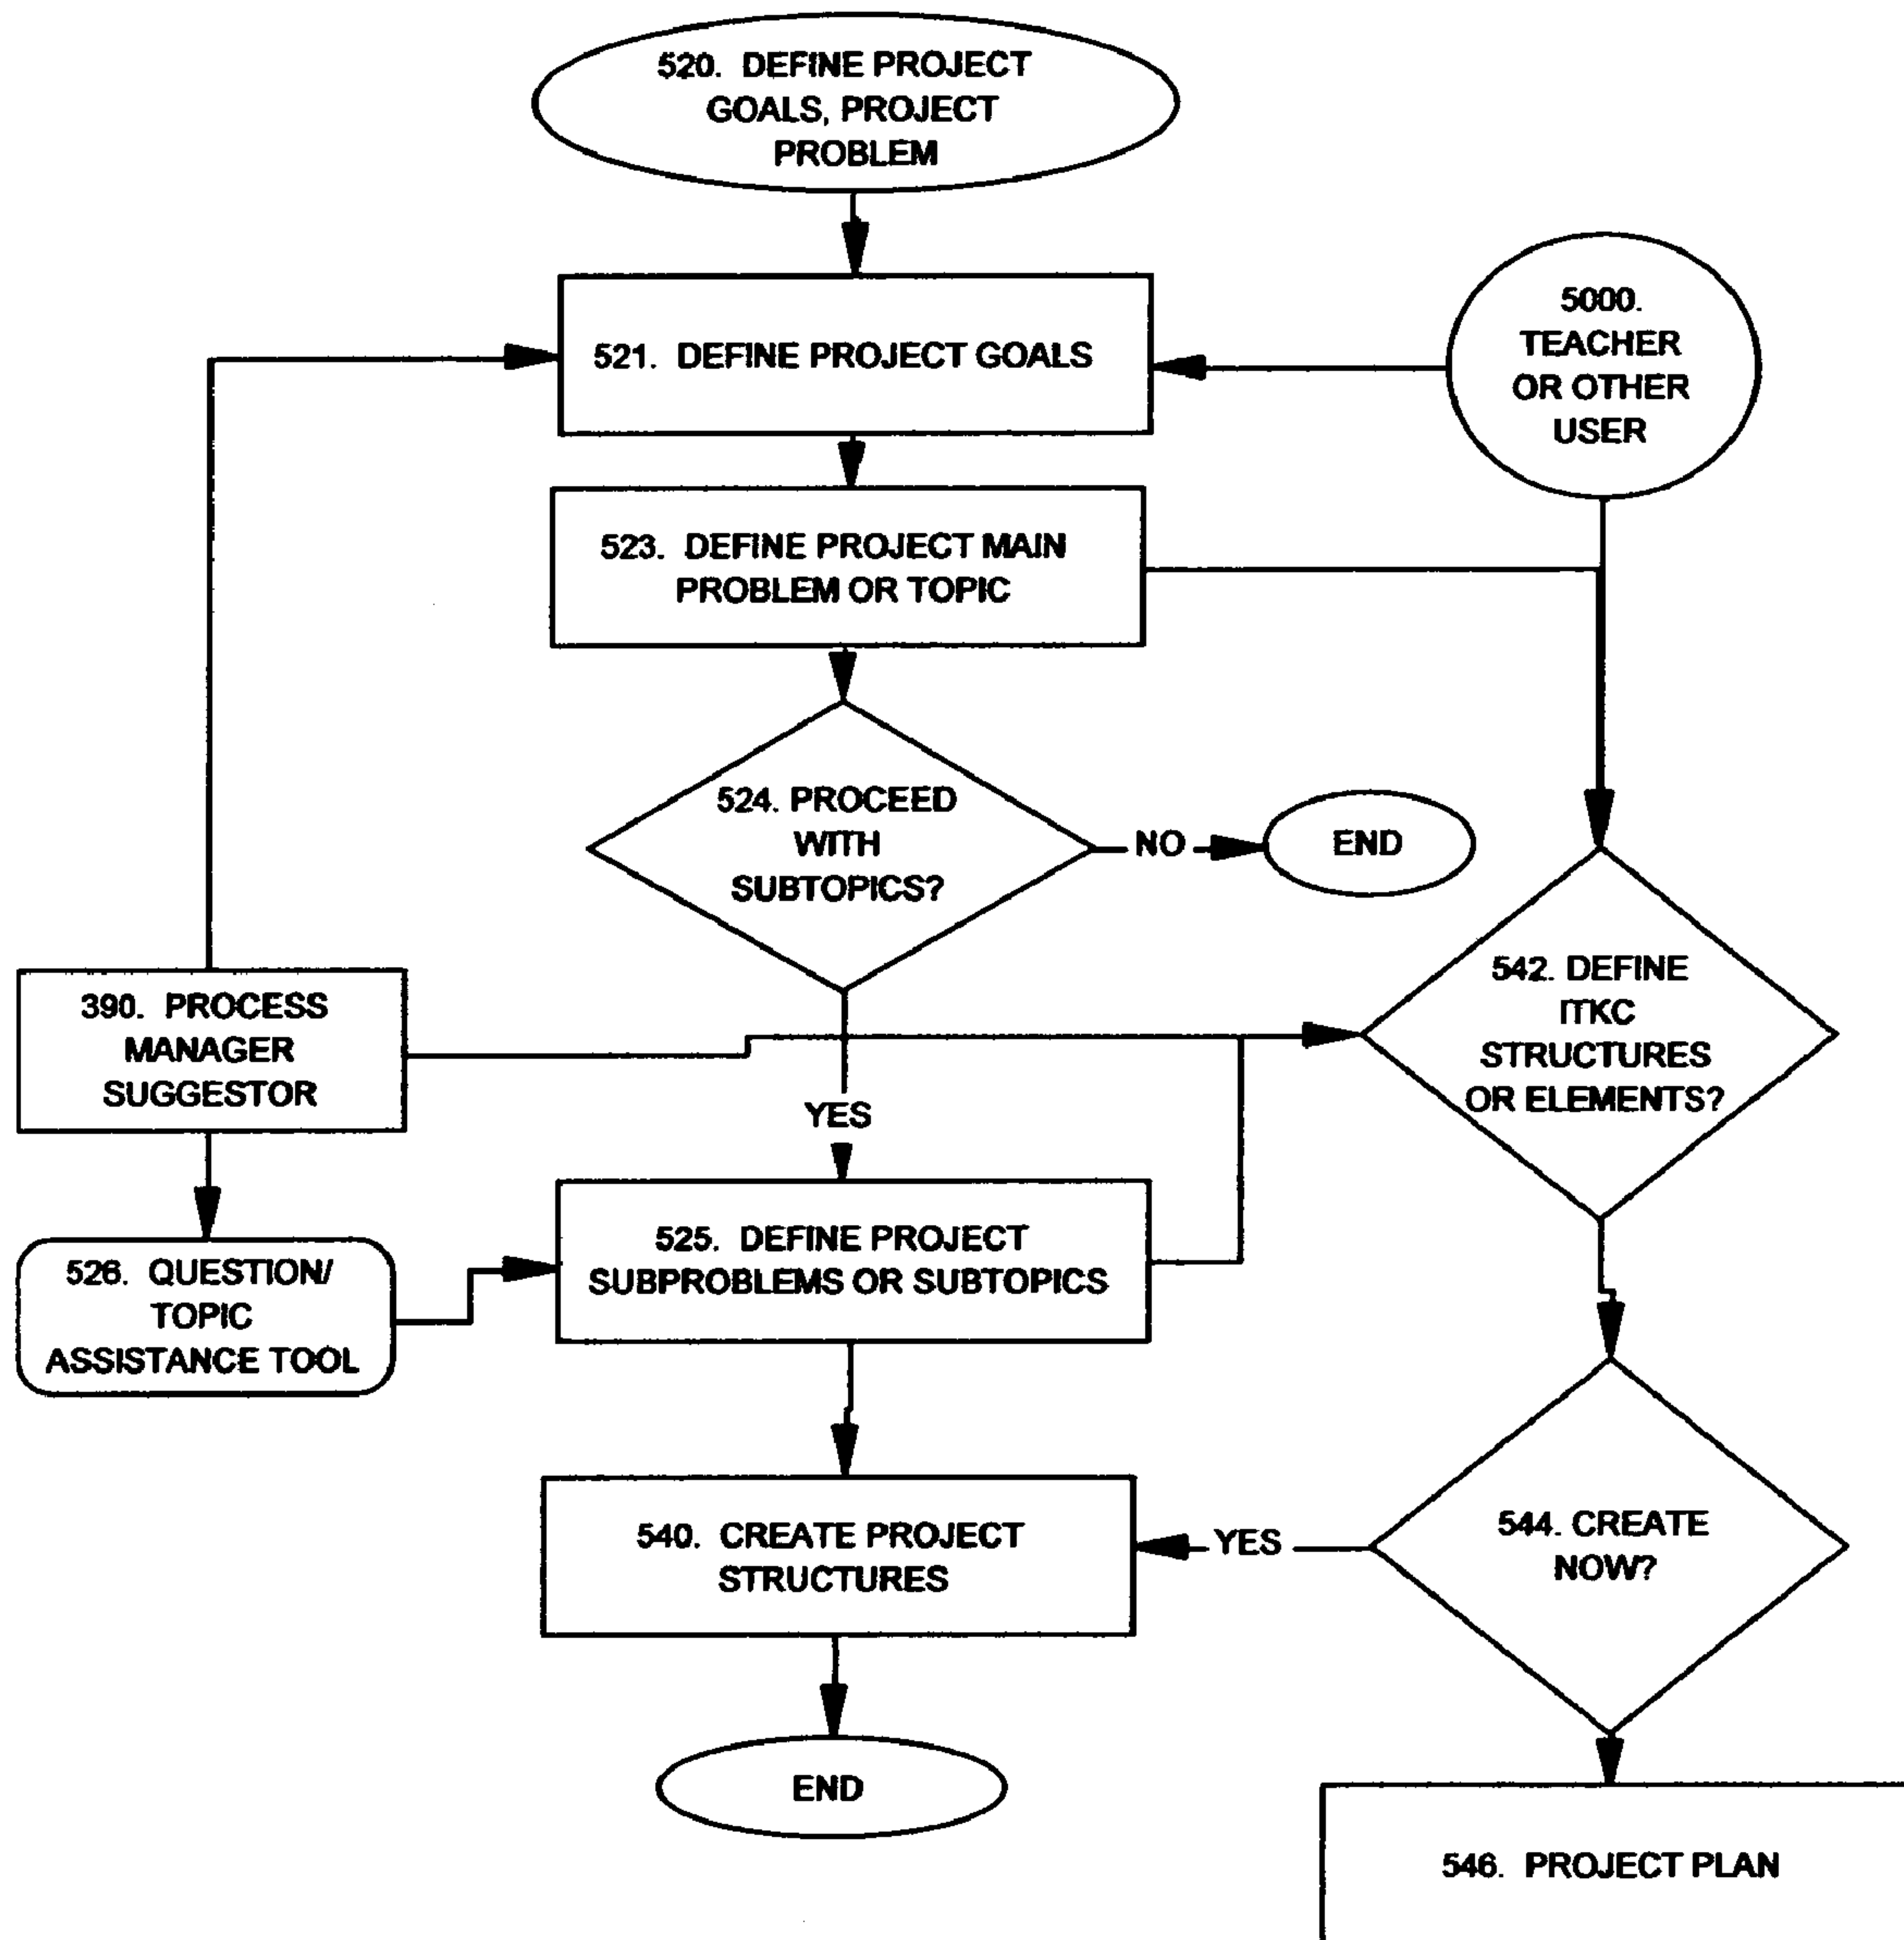 520. DEFINE PROJECT
GOALS, PROJECT
PROBLEM
521. DEFINE PROJECT GOALS
5000.
TEACHER
OR OTHER
USER
523. DEFINE PROJECT MAIN
PROBLEM OR TOPIC
524. PROCEED
WITH
SUBTOPICS?
NO
END
390. PROCESS
MANAGER
SUGGESTOR
542. DEFINE
ITKC
STRUCTURES
OR ELEMENTS?
YES
526. QUESTION/
TOPIC
ASSISTANCE TOOL
525. DEFINE PROJECT
SUBPROBLEMS OR SUBTOPICS
540. CREATE PROJECT
STRUCTURES
YES
544. CREATE
NOW?
END
546. PROJECT PLAN